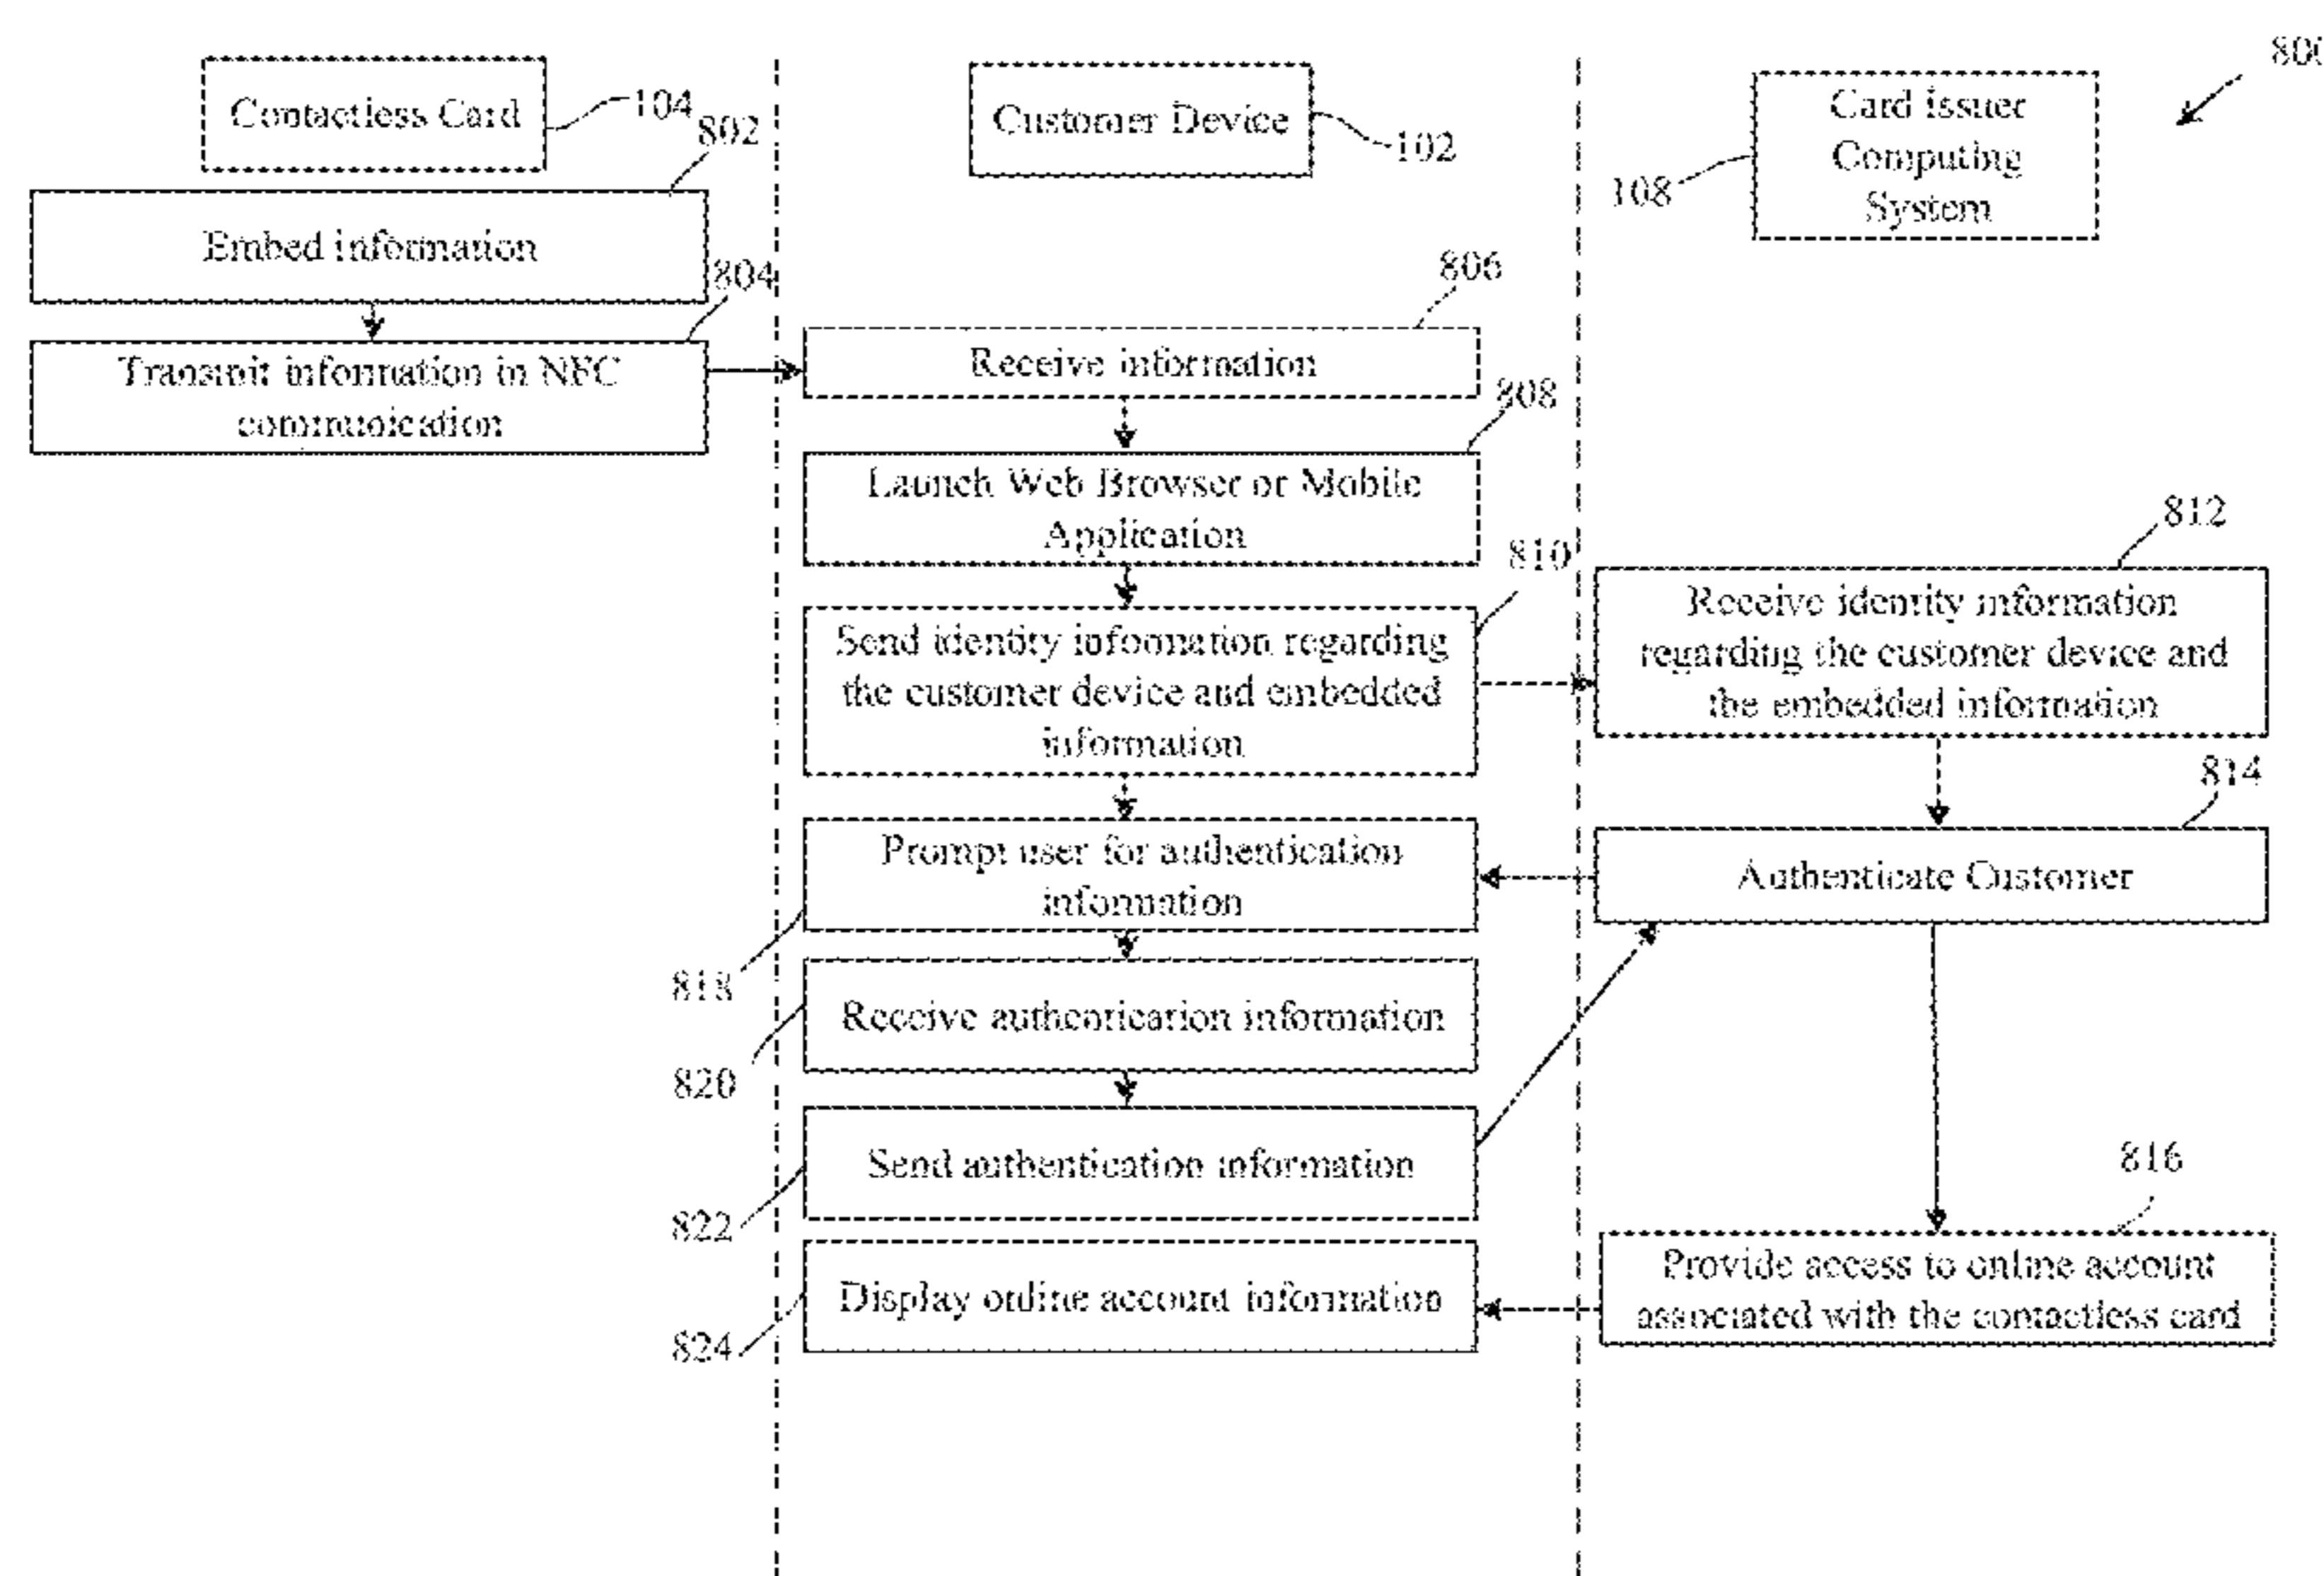 800
Contactless Card
104
Customer Device
102
Card Issuer
Computing
System
108
802
Embed information
804
Transmit information in NFC
communication
806
Receive information
808
Launch Web Browser or Mobile
Application
810
Send identity information regarding
the customer device and embedded
information
812
Receive identity information
regarding the customer device and
the embedded information
814
Authenticate Customer
Prompt user for authentication
information
818
Receive authentication information
820
Send authentication information
822
816
Provide access to online account
associated with the contactless card
Display online account information
824